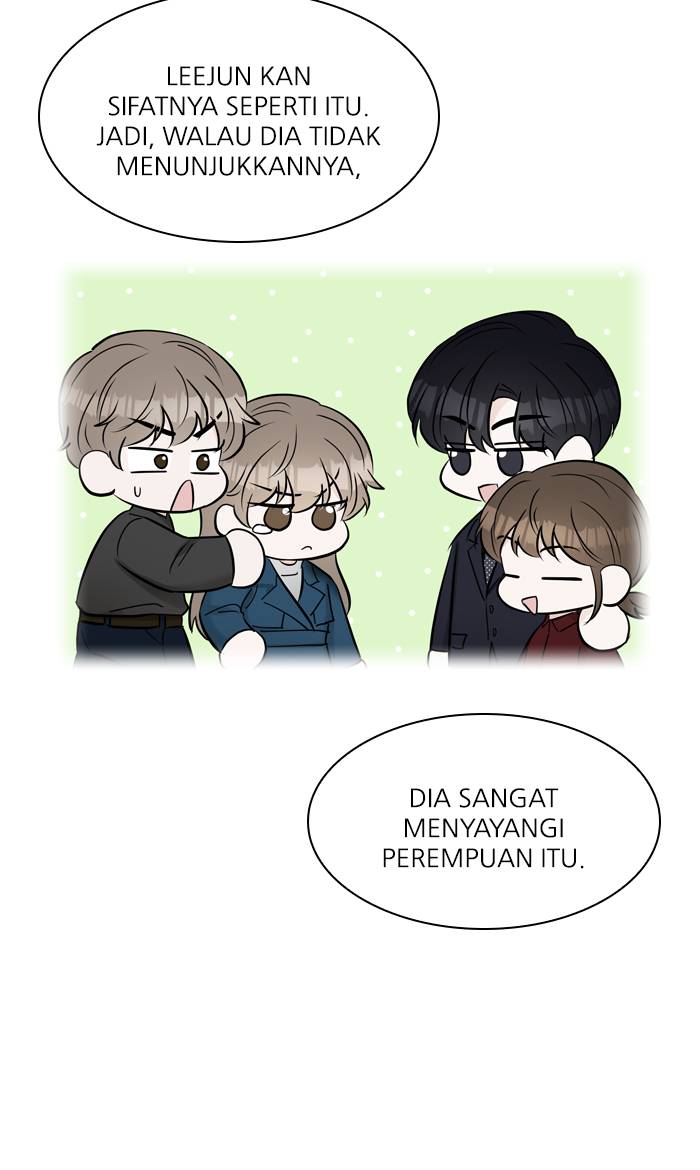 LEEJUN KAN
SIFATNYA SEPERTI ITU.
JADI, WALAU DIA TIDAK
MENUNJUKKANNYA,
DIA SANGAT
MENYAYANGI
PEREMPUAN ITU.